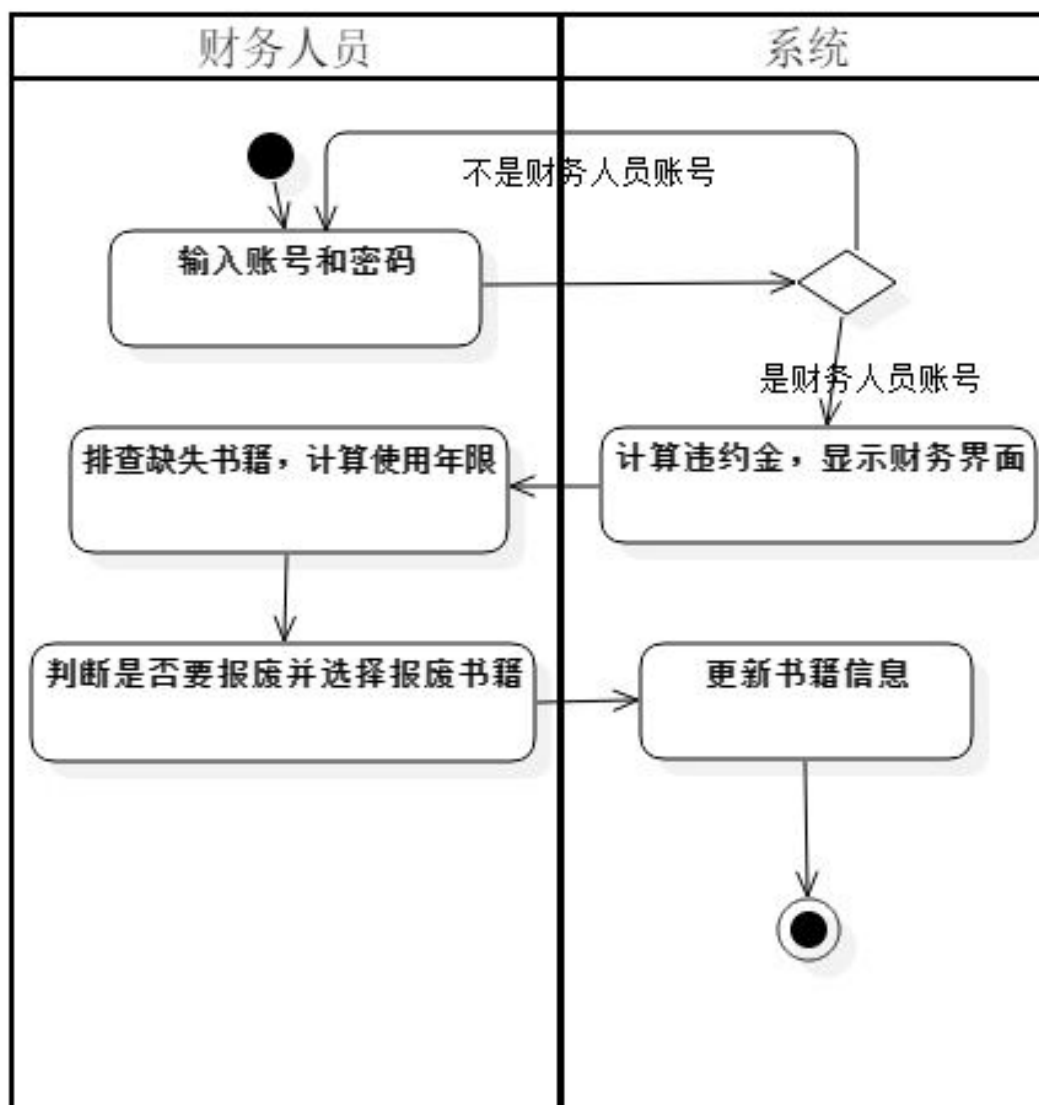 财务人员
系统
不是财务人员账号
输入账号和密码
是财务人员账号
排查缺失书籍，计算使用年限
计算违约金，显示财务界面
判断是否要报废并选择报废书籍
更新书籍信息